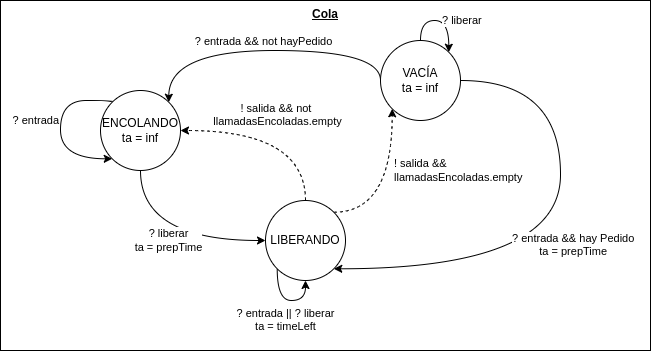 Cola
? liberar
? entrada && not hayPedido
VACÍA
ta = inf
! salida && not
llamadasEncoladas.empty
? entrada
ENCOLANDO
ta = inf
! salida &&
llamadasEncoladas.empty
? liberar
ta = prepTime
LIBERANDO
? entrada && hay Pedido
ta = prepTime
? entrada || ? liberar
ta = timeLeft